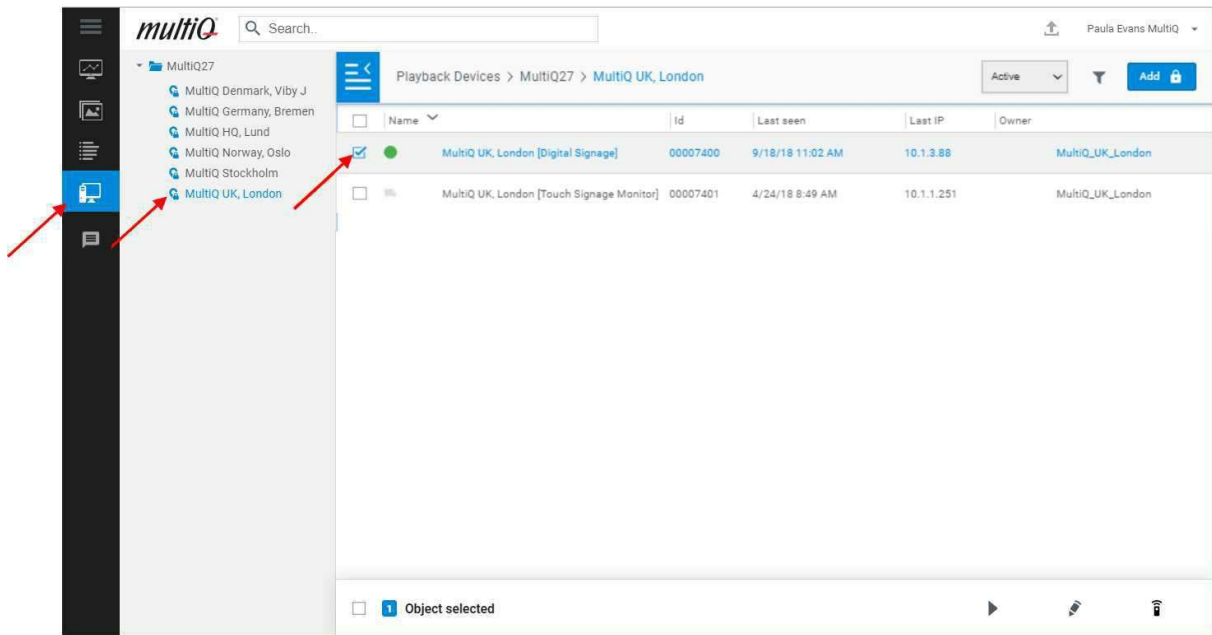 multiQ
Search..
Paula Evans MultiQ
MultiQ27
MultiQ Denmark, Viby J
MultiQ Germany, Bremen
MultiQ HQ, Lund
MultiQ Norway, Oslo
MultiQ Stockholm
MultiQ UK, London
Playback Devices > MultiQ27 > MultiQ UK, London
Active
Add
Name Id Last seen Last IP Owner
MultiQ UK, London [Digital Signage] 00007400 9/18/18 11:02 AM 10.1.3.88 MultiQ_UK_London
MultiQ UK, London [Touch Signage Monitor] 00007401 4/24/18 8:49 AM 10.1.1.251 MultiQ_UK_London
1 Object selected